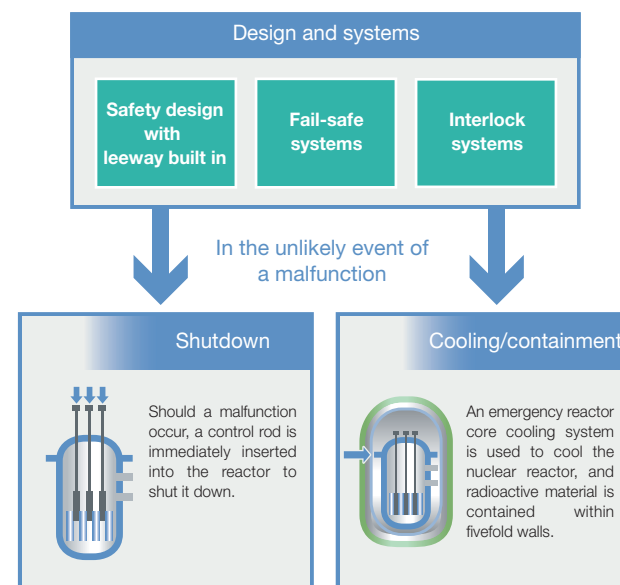 Design and systems
Safety design
with
leeway built in
Fail-safe
systems
Interlock
systems
In the unlikely event of
a malfunction
Shutdown
Should a malfunction
occur, a control rod is
immediately inserted
into the reactor to
shut it down.
Cooling/containment
An emergency reactor
core cooling system
is used to cool the
nuclear reactor, and
radioactive material is
contained within
fivefold walls.